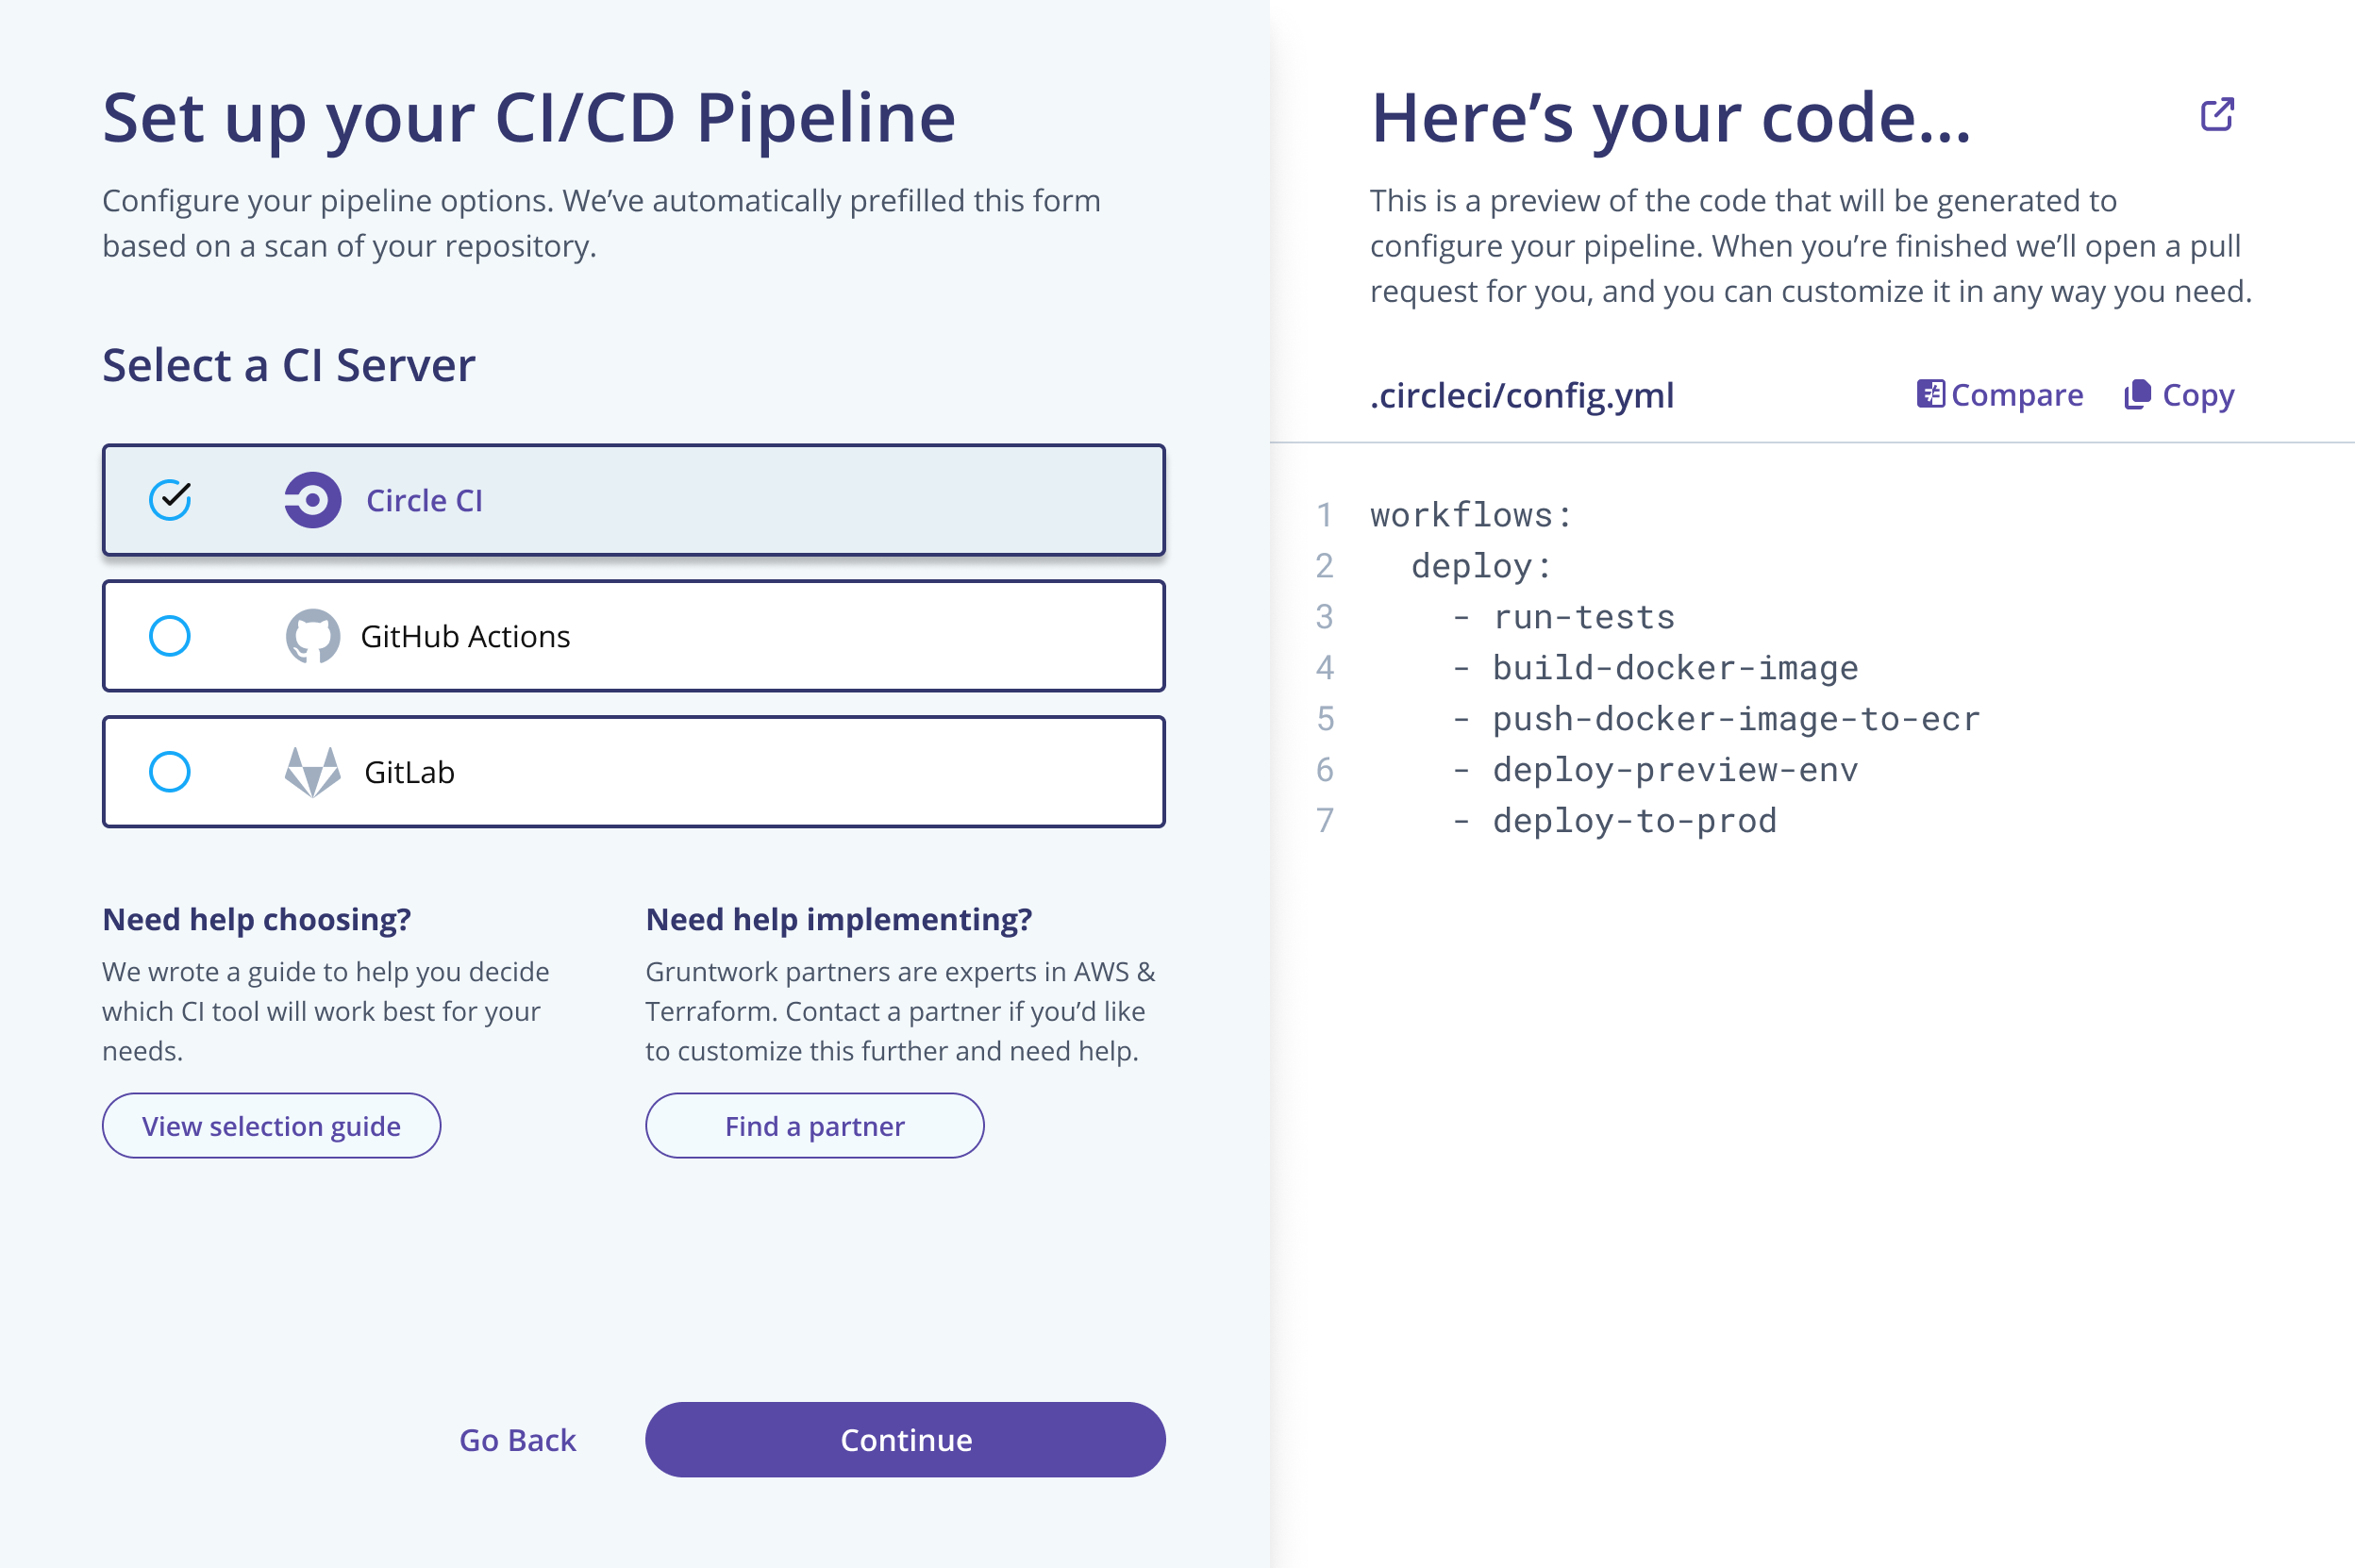 Set up your CI/CD Pipeline
Configure your pipeline options. We’ve automatically prefilled this form
based on a scan of your repository.
Select a CI Server
Circle CI
GitHub Actions
GitLab
Need help choosing?
We wrote a guide to help you decide
which CI tool will work best for your
needs.
View selection guide
Need help implementing?
Gruntwork partners are experts in AWS &
Terraform. Contact a partner if you’d like
to customize this further and need help.
Find a partner
Go Back
Continue
Here’s your code...
This is a preview of the code that will be generated to
configure your pipeline. When you’re finished we’ll open a pull
request for you, and you can customize it in any way you need.
.circleci/config.yml
Compare
Copy
1 workflows:
2   deploy:
3     - run-tests
4     - build-docker-image
5     - push-docker-image-to-ecr
6     - deploy-preview-env
7     - deploy-to-prod